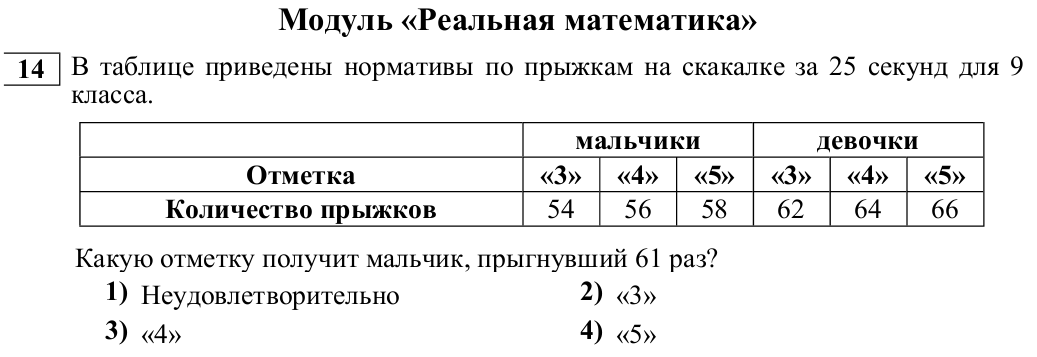 Модуль «Реальная математика»
14 В таблице приведены нормативы по прыжкам на скакалке за 25 секунд для 9
класса.
мальчики девочки
Отметка «3» «4» «5» «3» «4» «5»
Количество прыжков 54 56 58 62 64 66
Какую отметку получит мальчик, прыгнувший 61 раз?
1) Неудовлетворительно 2) «3»
3) «4» 4) «5»